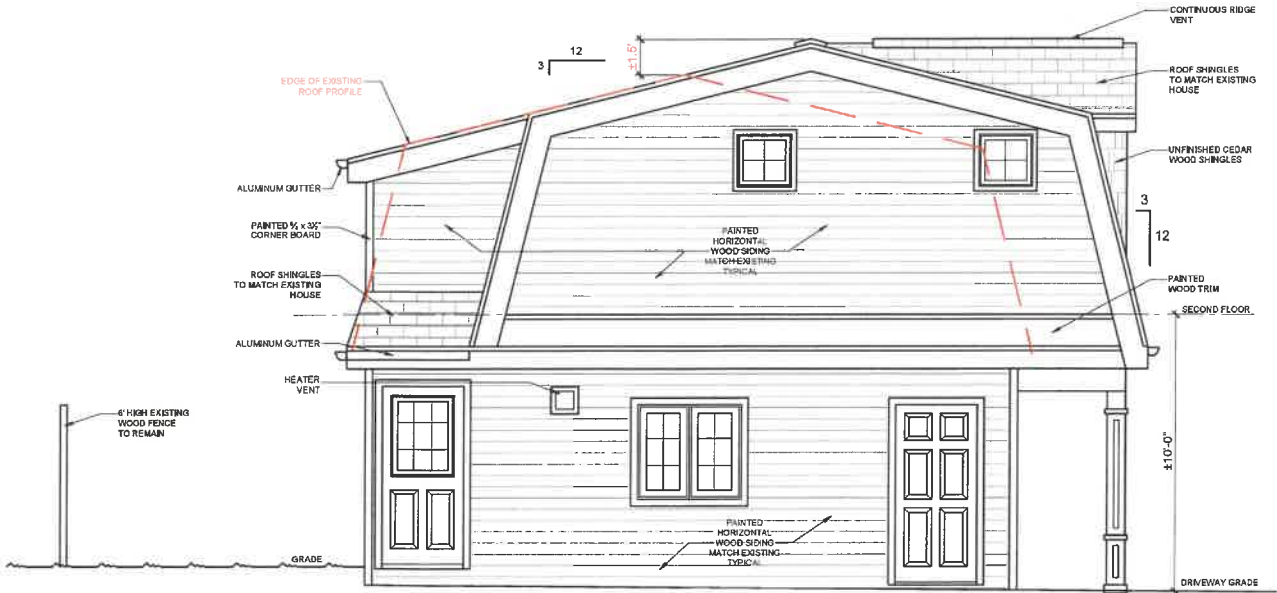 CONTINUOUS RIDGE
VENT
12
3
±1.5'
EDGE OF EXISTING
ROOF PROFILE
ROOF SHINGLES
TO MATCH EXISTING
HOUSE
UNFINISHED CEDAR
WOOD SHINGLES
ALUMINUM GUTTER
3
12
PAINTED
CORNER BOARD
PAINTED
HORIZONTAL
WOOD SIDING
MATCH EXISTING
TYPICAL
ROOF SHINGLES
TO MATCH EXISTING
HOUSE
PAINTED
WOOD TRIM
SECOND FLOOR
ALUMINUM GUTTER
HEATER
VENT
6' HIGH EXISTING
WOOD FENCE
TO REMAIN
±10'-0"
PAINTED
HORIZONTAL
WOOD SIDING
MATCH EXISTING
TYPICAL
GRADE
DRIVEWAY GRADE